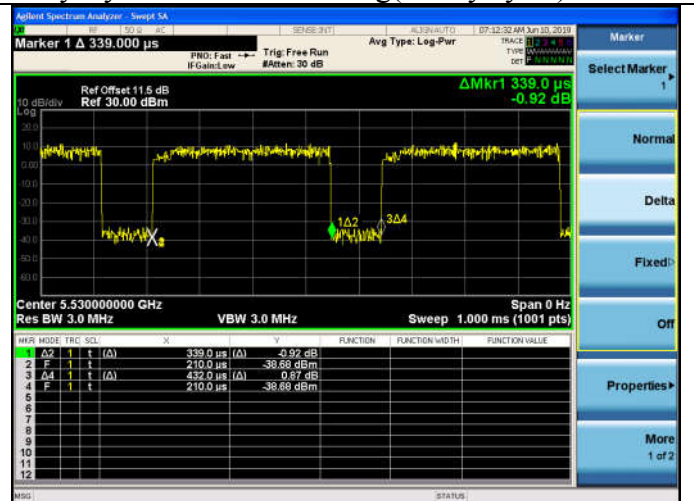 Agilent Spectrum Analyzer - Swept SA
RF 50 Ω AC SENSE:INT ALIGN AUTO 07:12:32 AM Jun 10, 2019
Marker 1 Δ 339.000 µs
PNO: Fast Trig: Free Run
IFGain:Low #Atten: 30 dB
Avg Type: Log-Pwr
TRACE 1 2 3 4 5 6
TYPE
DET P N N N N N
ΔMkr1 339.0 µs
-0.92 dB
Ref Offset 11.5 dB
10 dB/div Ref 30.00 dBm
Log
20.0
10.0
0.00
-10.0
-20.0
-30.0
-40.0
-50.0
-60.0
1Δ2
3Δ4
Center 5.530000000 GHz Span 0 Hz
Res BW 3.0 MHz VBW 3.0 MHz Sweep 1.000 ms (1001 pts)
MKR MODE TRC SCL X Y FUNCTION FUNCTION WIDTH FUNCTION VALUE
1 Δ2 1 t (Δ) 339.0 µs (Δ) -0.92 dB
2 F 1 t 210.0 µs -38.68 dBm
3 Δ4 1 t (Δ) 432.0 µs (Δ) 0.87 dB
4 F 1 t 210.0 µs -38.68 dBm
5
6
7
8
9
10
11
12
MSG STATUS
Marker
Select Marker
1
Normal
Delta
Fixed
Off
Properties
More
1 of 2